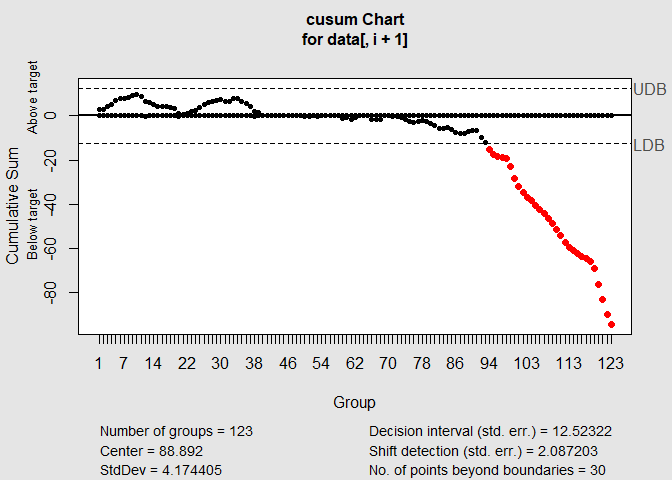 cusum Chart
for data[, i + 1]
Cumulative Sum
Above target
Below target
0
-20
-40
-60
-80
UDB
LDB
1 7 14 22 30 38 46 54 62 70 78 86 94 103 113 123
Group
Number of groups = 123
Center = 88.892
StdDev = 4.174405
Decision interval (std. err.) = 12.52322
Shift detection (std. err.) = 2.087203
No. of points beyond boundaries = 30